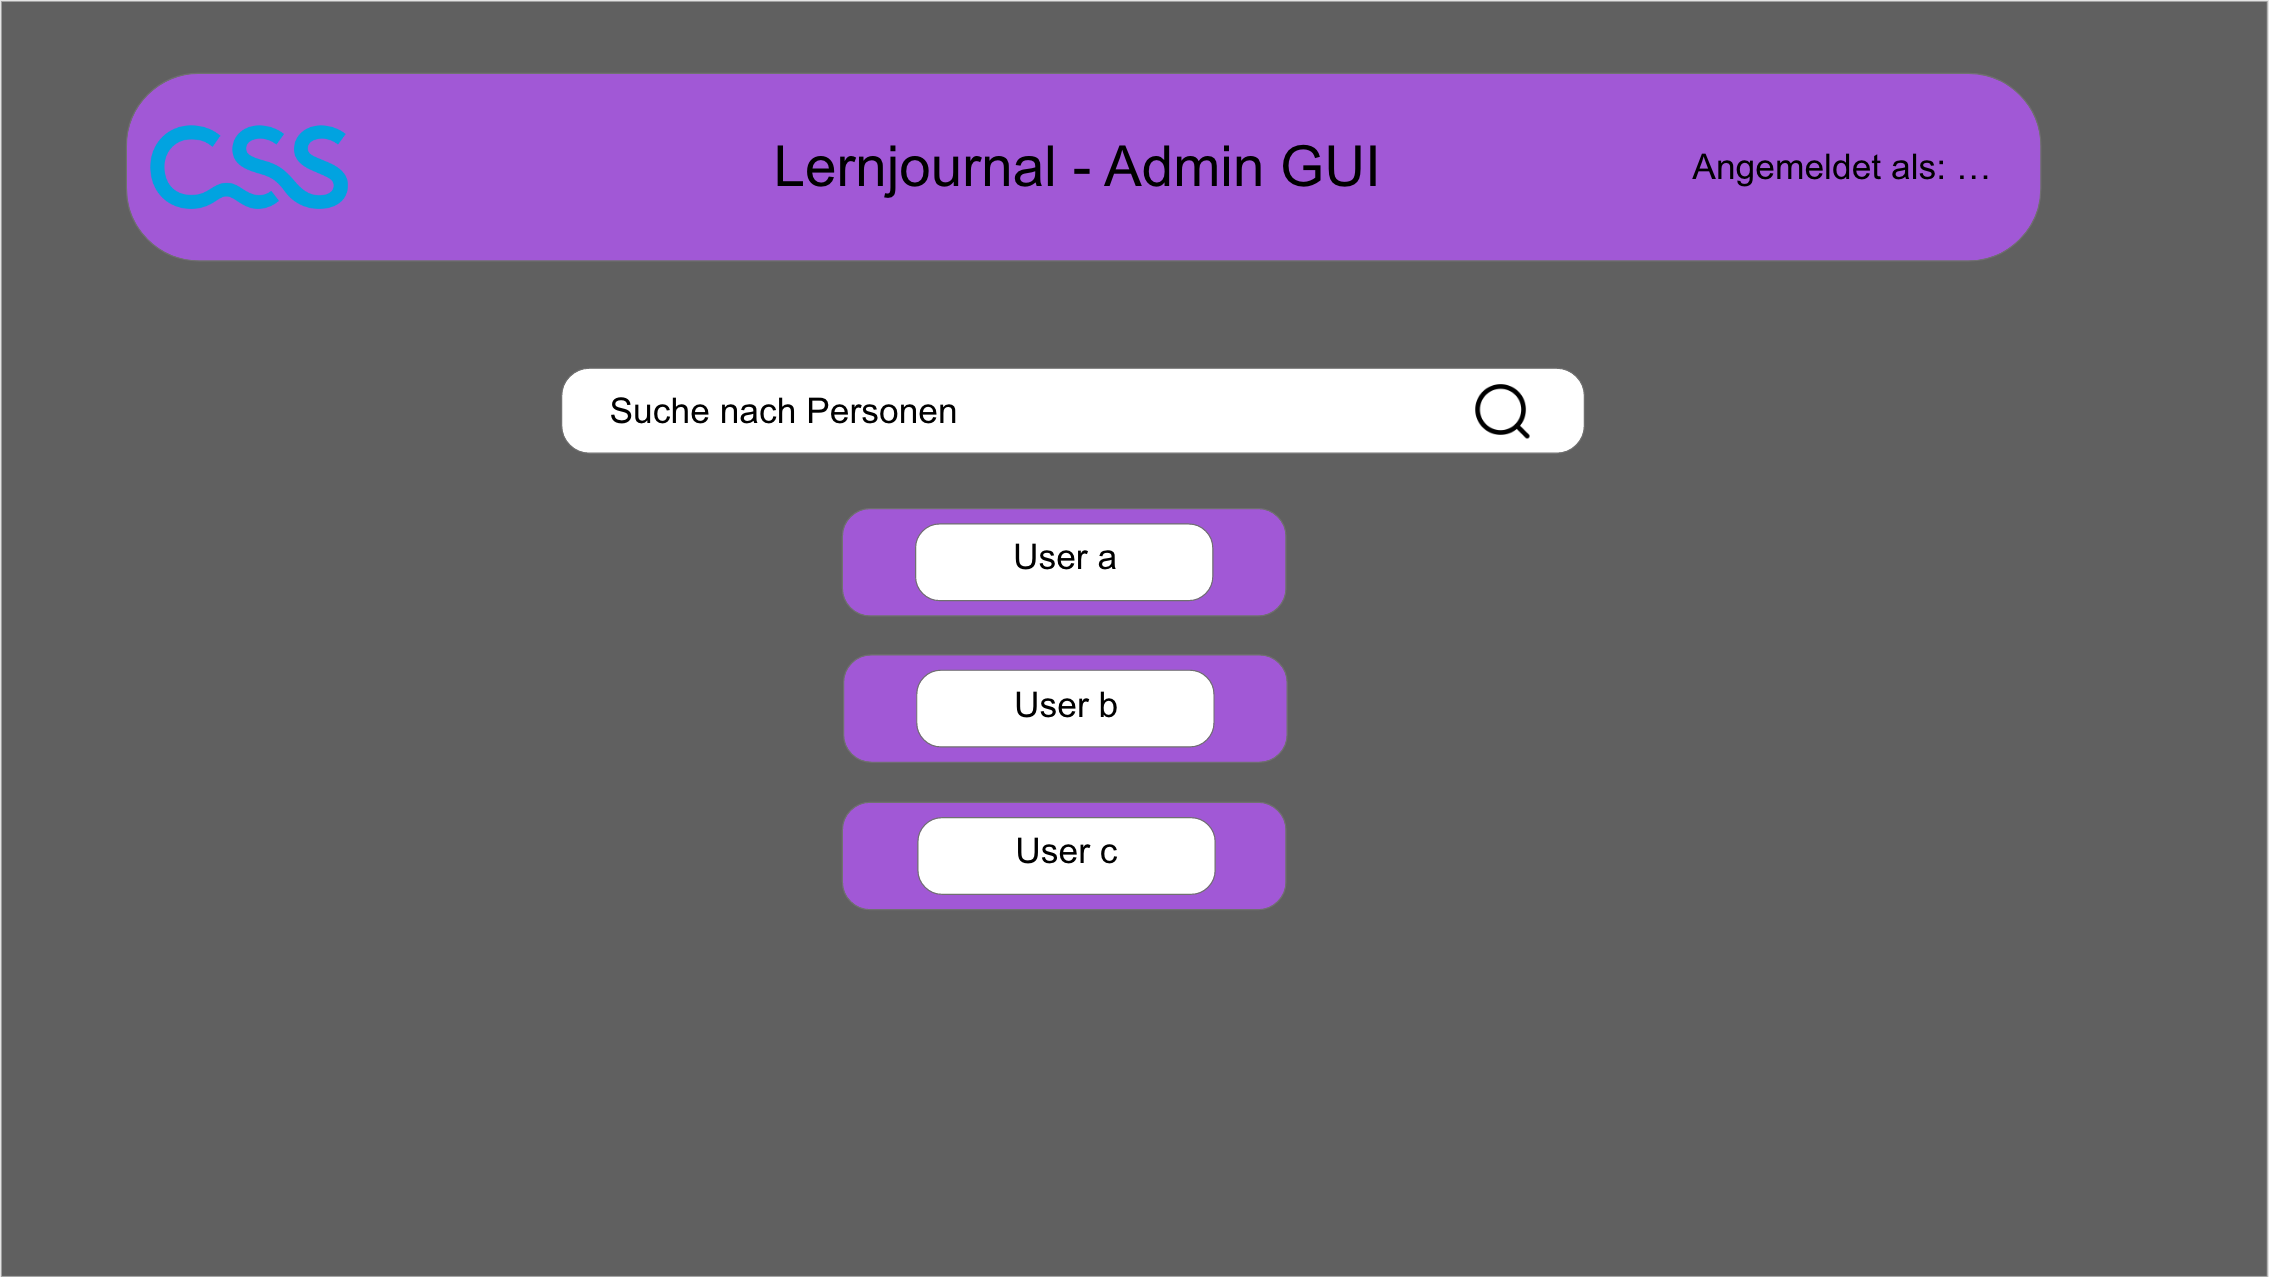 CSS
Lernjournal - Admin GUI
Angemeldet als: ...
Suche nach Personen
User a
User b
User c